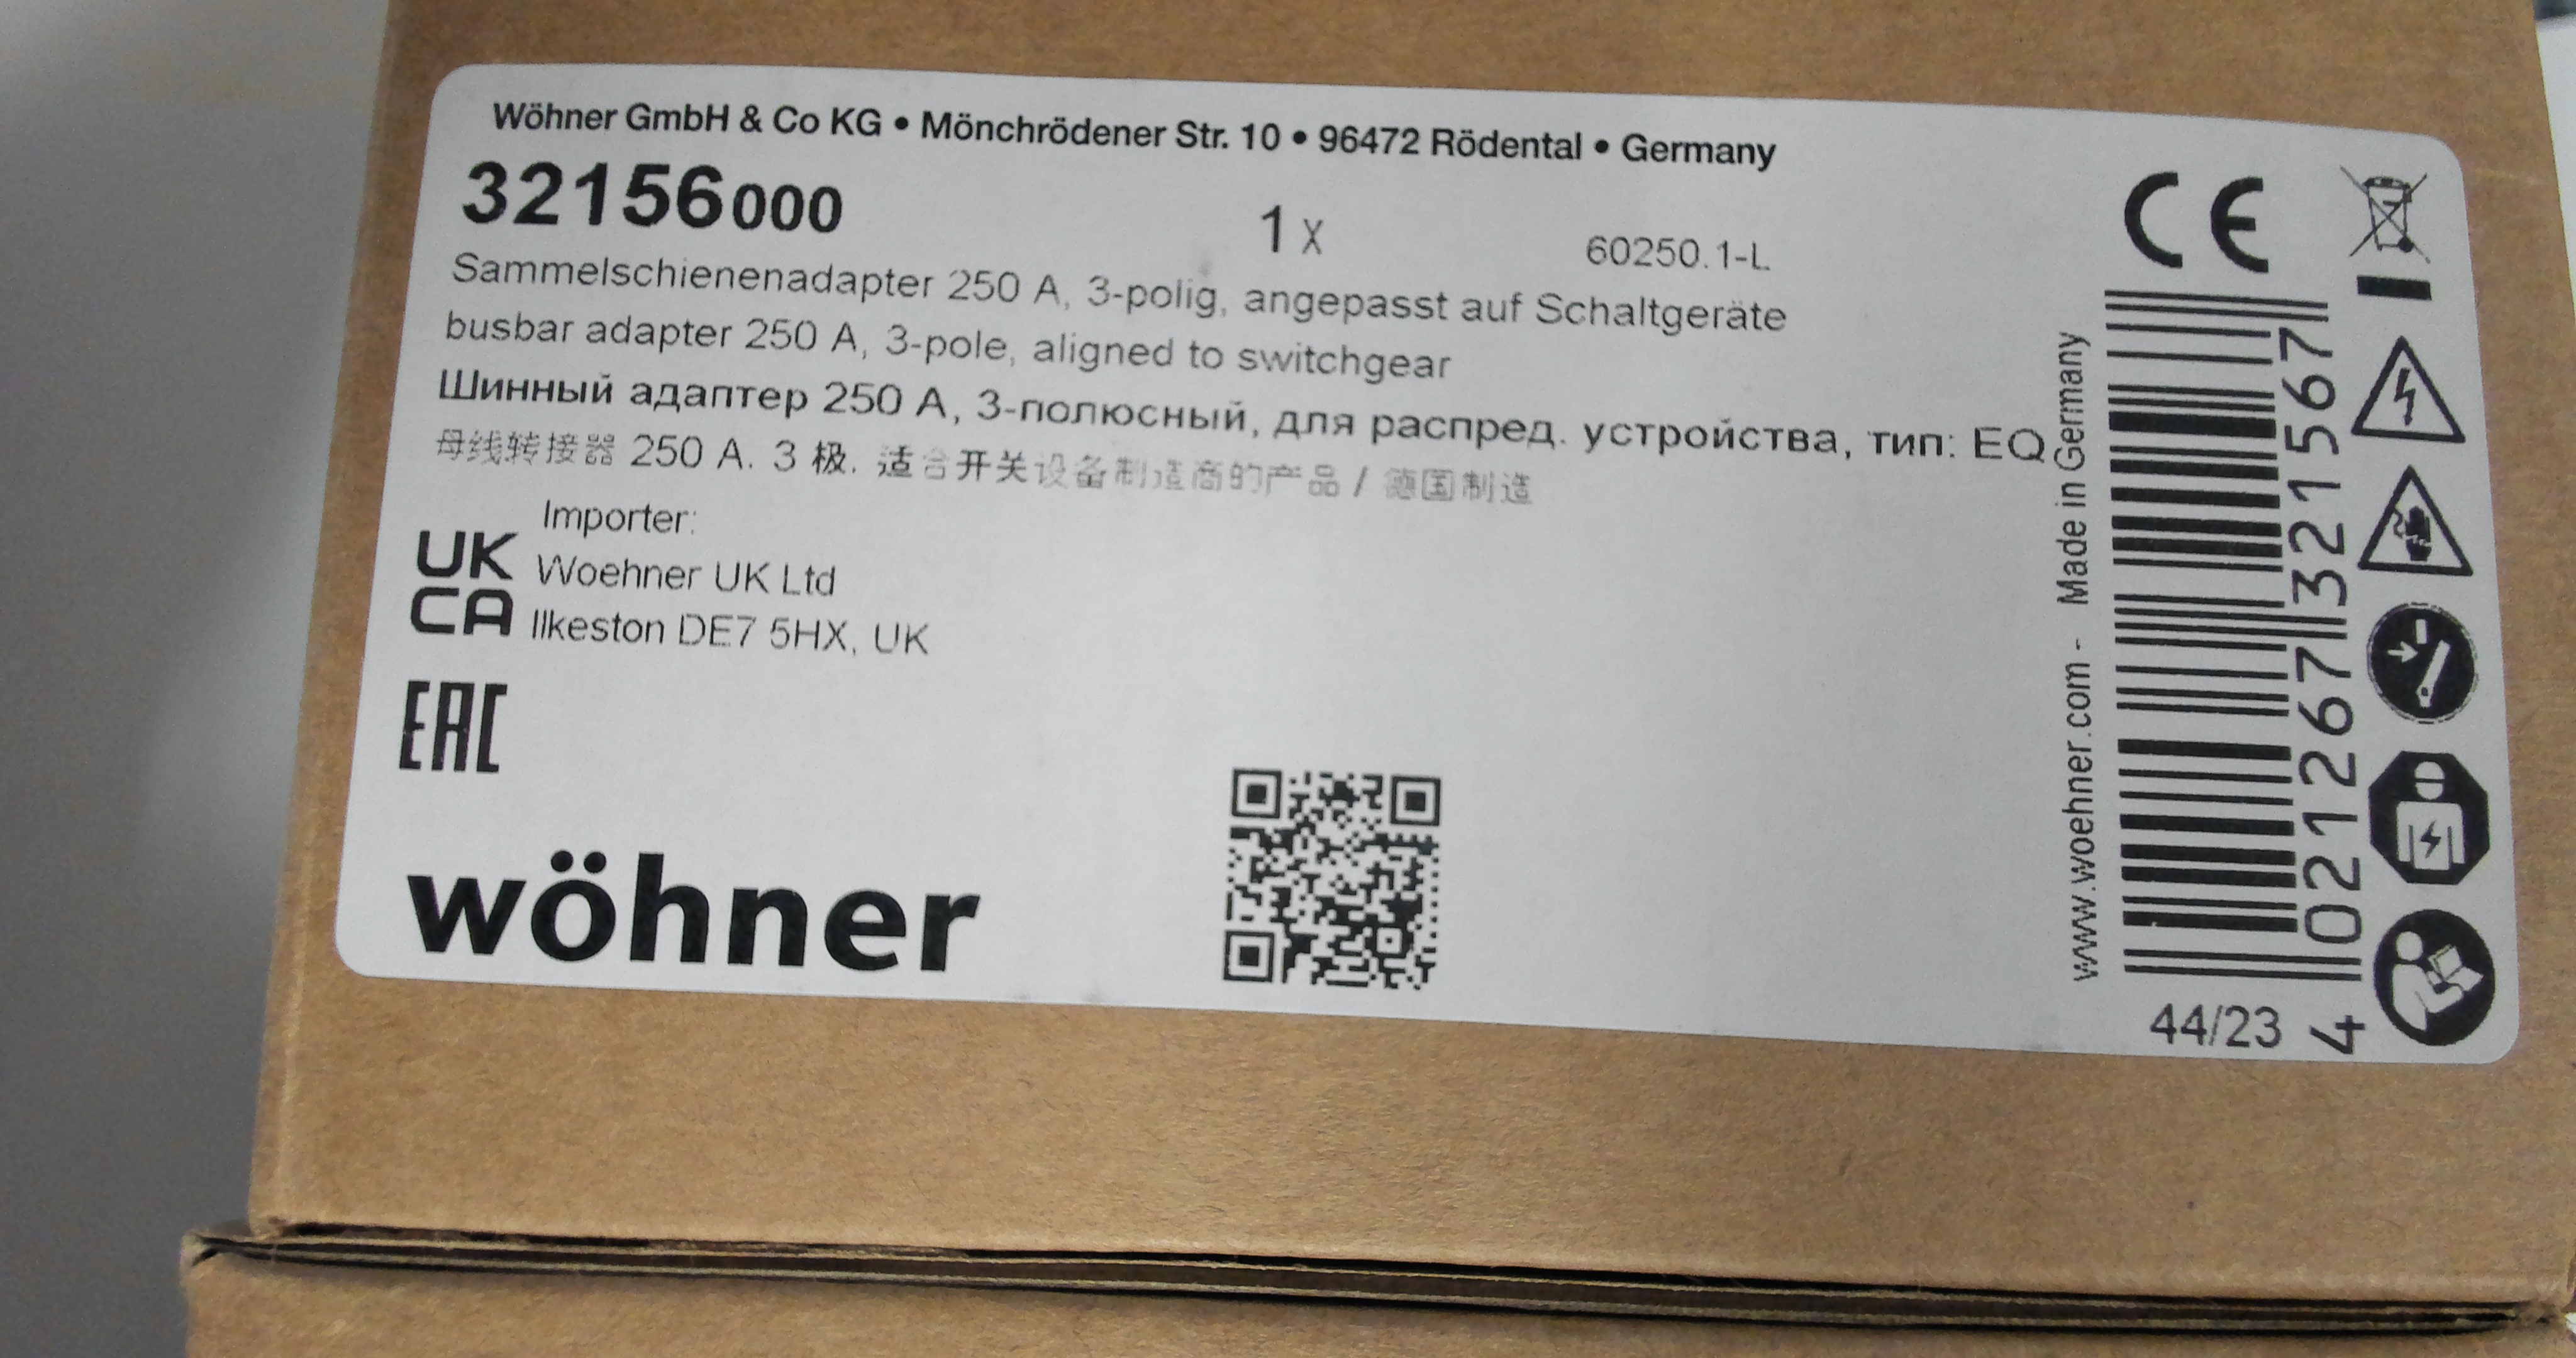 Wöhner GmbH & Co KG • Mönchrödener Str. 10 • 96472 Rödental • Germany
32156000
1 x
60250.1-L
Sammelschienenadapter 250 A, 3-polig, angepasst auf Schaltgeräte
busbar adapter 250 A, 3-pole, aligned to switchgear
Шинный адаптер 250 А, 3-полюсный, для распред. устройства, тип: EQ
母线转接器 250 A. 3 极. 适合开关设备制造商的产品 / 德国制造
Importer:
UK Woehner UK Ltd
CA Ilkeston DE7 5HX, UK
EAC
wöhner
www.woehner.com - Made in Germany
CE
4 021267 321567
44/23